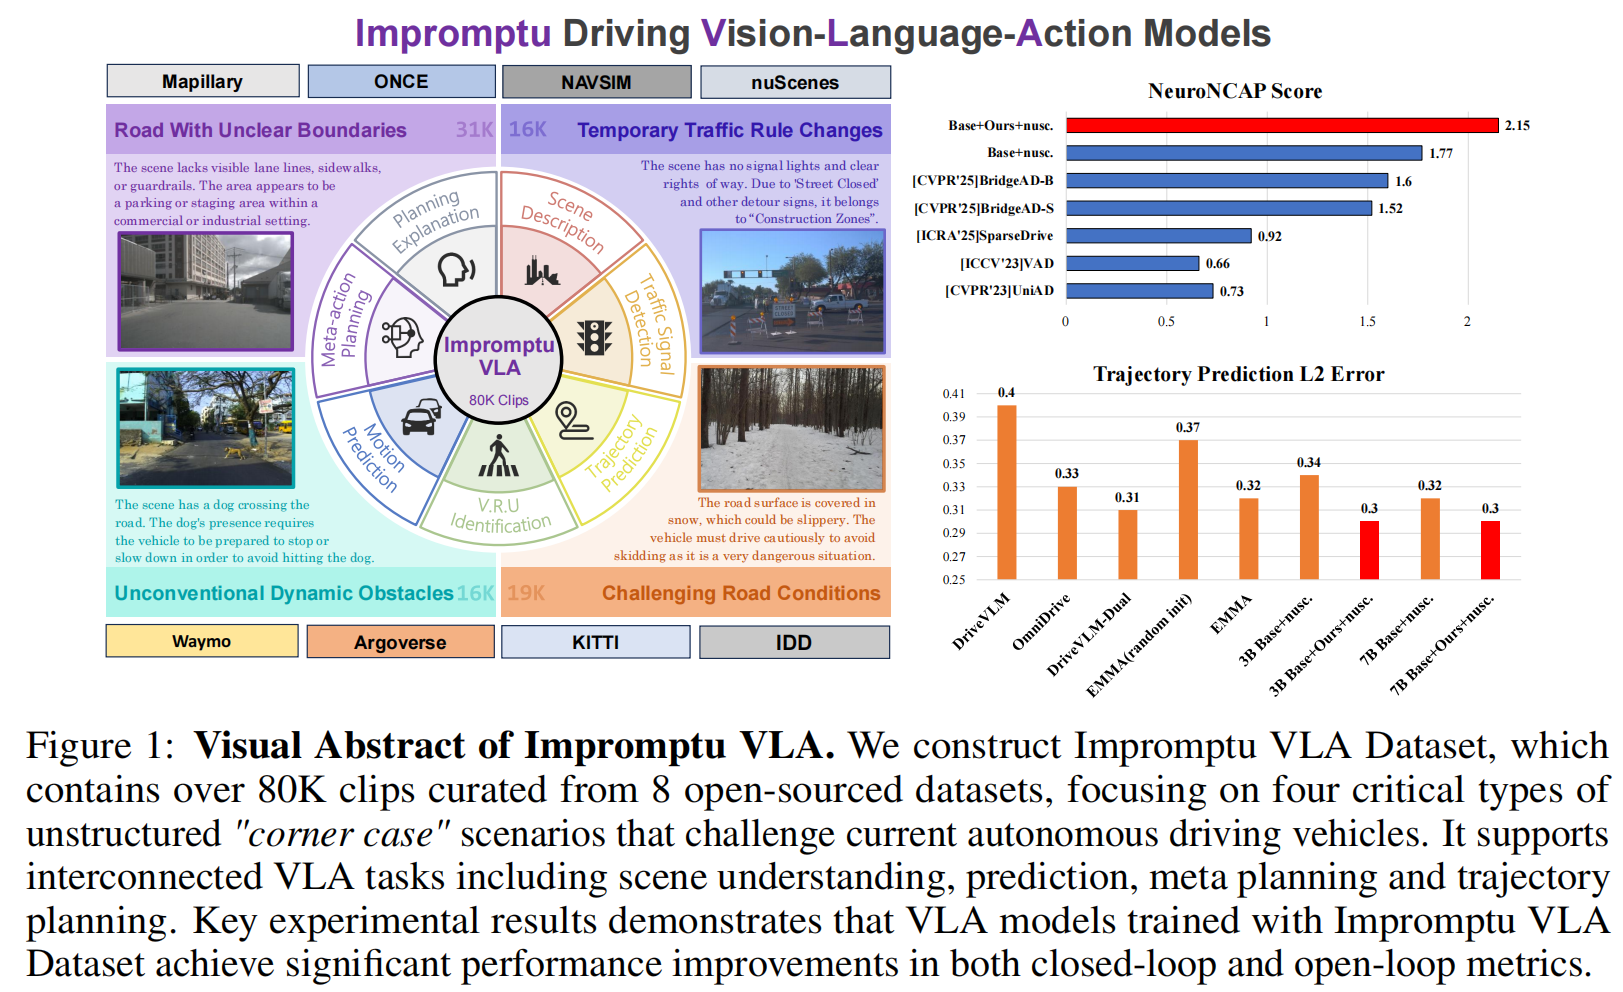 Impromptu Driving Vision-Language-Action Models
Mapillary
ONCE
NAVSIM
nuScenes
Road With Unclear Boundaries 31K
16K Temporary Traffic Rule Changes
The scene lacks visible lane lines, sidewalks,
or guardrails. The area appears to be
a parking or staging area within a
commercial or industrial setting.
The scene has no signal lights and clear
rights of way. Due to 'Street Closed'
and other detour signs, it belongs
to "Construction Zones".
Planning
Explanation
Scene
Description
Traffic Signal
Detection
Trajectory
Prediction
V.R.U
Identification
Motion
Prediction
Meta-action
Planning
Impromptu
VLA
80K Clips
The scene has a dog crossing the
road. The dog's presence requires
the vehicle to be prepared to stop or
slow down in order to avoid hitting the dog.
The road surface is covered in
snow, which could be slippery. The
vehicle must drive cautiously to avoid
skidding as it is a very dangerous situation.
Unconventional Dynamic Obstacles 16K
19K Challenging Road Conditions
Waymo
Argoverse
KITTI
IDD
NeuroNCAP Score
Base+Ours+nusc. 2.15
Base+nusc. 1.77
[CVPR'25]BridgeAD-B 1.6
[CVPR'25]BridgeAD-S 1.52
[ICRA'25]SparseDrive 0.92
[ICCV'23]VAD 0.66
[CVPR'23]UniAD 0.73
0 0.5 1 1.5 2
Trajectory Prediction L2 Error
0.41
0.39
0.37
0.35
0.33
0.31
0.29
0.27
0.25
0.4 0.33 0.31 0.37 0.32 0.34 0.3 0.32 0.3
DriveVLM
OmniDrive
DriveVLM-Dual
EMMA(random init)
EMMA
3B Base+nusc.
3B Base+Ours+nusc.
7B Base+nusc.
7B Base+Ours+nusc.
Figure 1: Visual Abstract of Impromptu VLA. We construct Impromptu VLA Dataset, which
contains over 80K clips curated from 8 open-sourced datasets, focusing on four critical types of
unstructured "corner case" scenarios that challenge current autonomous driving vehicles. It supports
interconnected VLA tasks including scene understanding, prediction, meta planning and trajectory
planning. Key experimental results demonstrates that VLA models trained with Impromptu VLA
Dataset achieve significant performance improvements in both closed-loop and open-loop metrics.